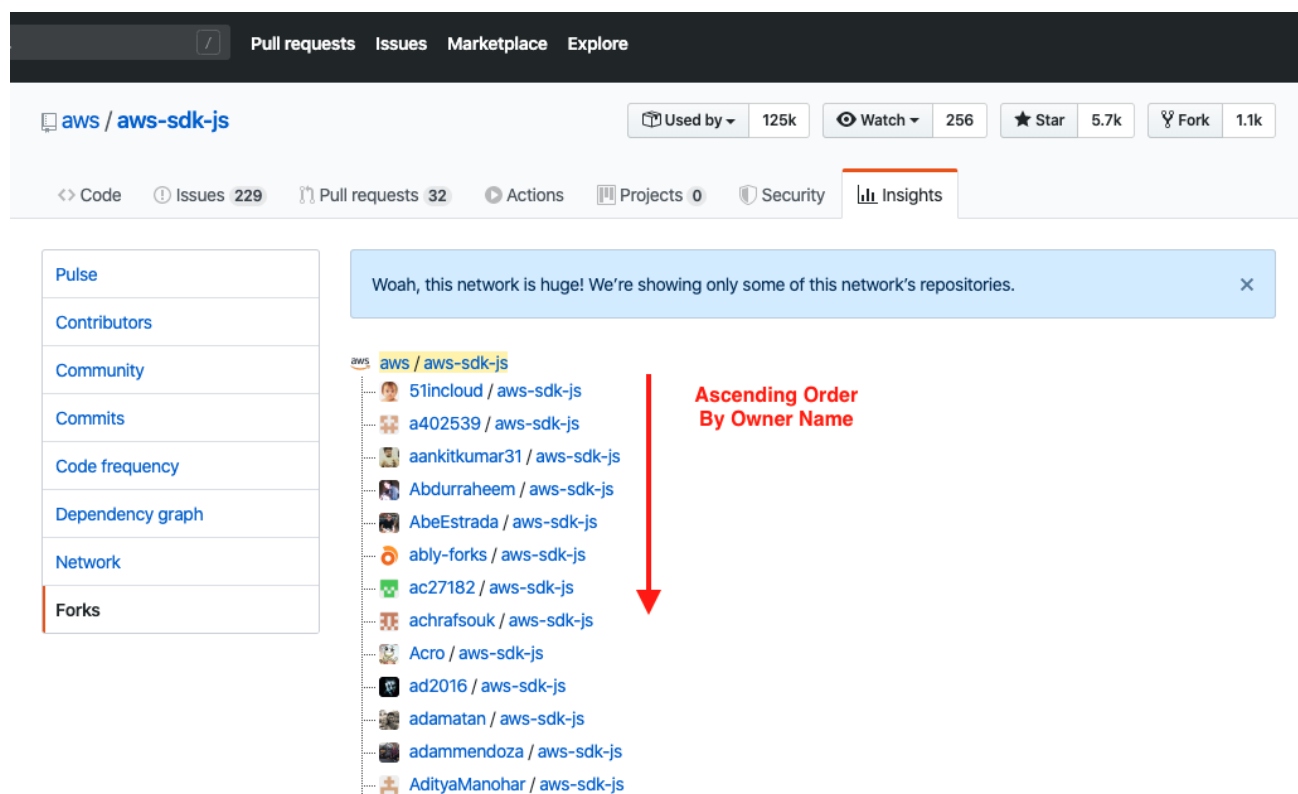 / Pull requests Issues Marketplace Explore
aws / aws-sdk-js Used by 125k Watch 256 Star 5.7k Fork 1.1k
Code Issues 229 Pull requests 32 Actions Projects 0 Security Insights
Pulse
Contributors
Community
Commits
Code frequency
Dependency graph
Network
Forks
Woah, this network is huge! We're showing only some of this network's repositories. ×
aws aws / aws-sdk-js
51incloud / aws-sdk-js
a402539 / aws-sdk-js
aankitkumar31 / aws-sdk-js
Abdurraheem / aws-sdk-js
AbeEstrada / aws-sdk-js
ably-forks / aws-sdk-js
ac27182 / aws-sdk-js
achrafsouk / aws-sdk-js
Acro / aws-sdk-js
ad2016 / aws-sdk-js
adamatan / aws-sdk-js
adammendoza / aws-sdk-js
AdityaManohar / aws-sdk-js
Ascending Order
By Owner Name